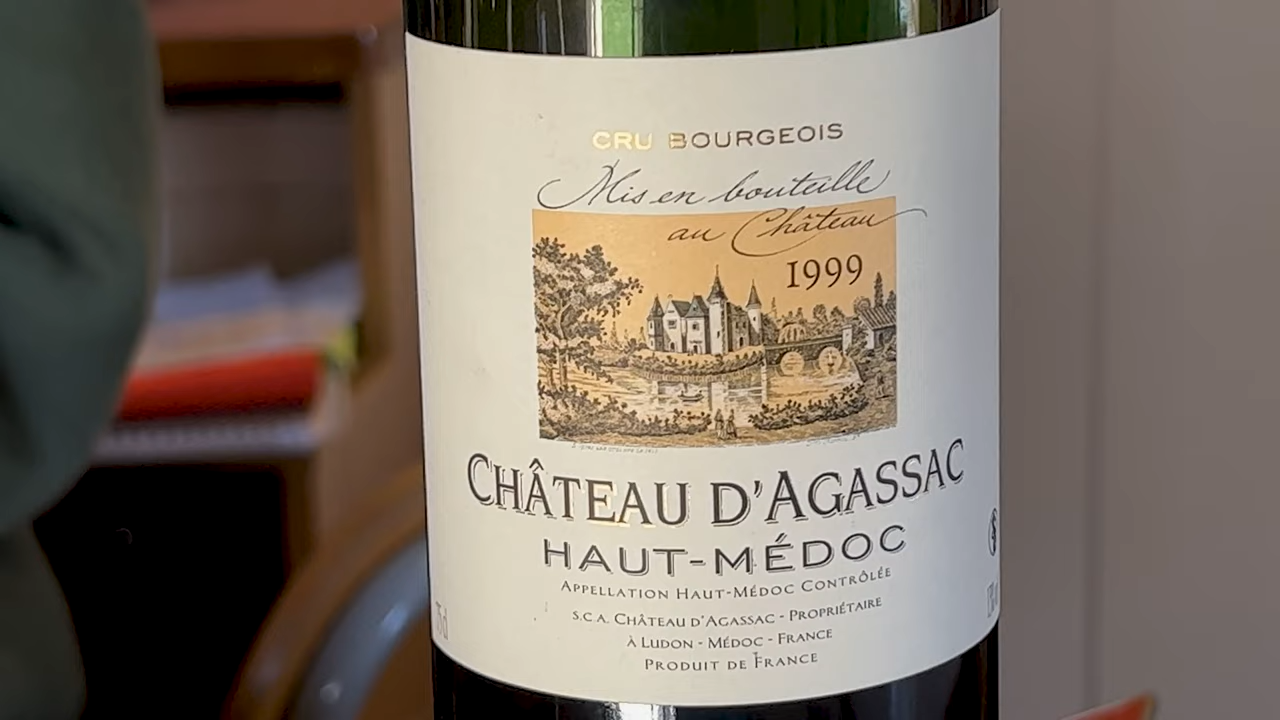 CRU BOURGEOIS
Mis en bouteille
au Château
1999
CHÂTEAU D'AGASSAC
HAUT-MÉDOC
APPELLATION HAUT-MÉDOC CONTRÔLÉE
S.C.A. CHÂTEAU D'AGASSAC - PROPRIÉTAIRE
À LUDON - MÉDOC - FRANCE
PRODUIT DE FRANCE